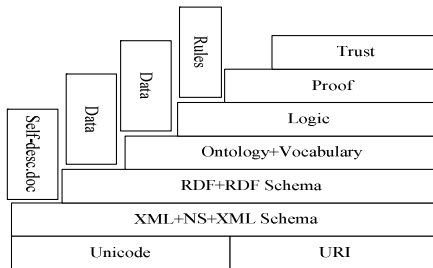 Trust
Rules
Proof
Data
Logic
Data
Ontology+Vocabulary
Self-desc.doc
RDF+RDF Schema
XML+NS+XML Schema
Unicode
URI